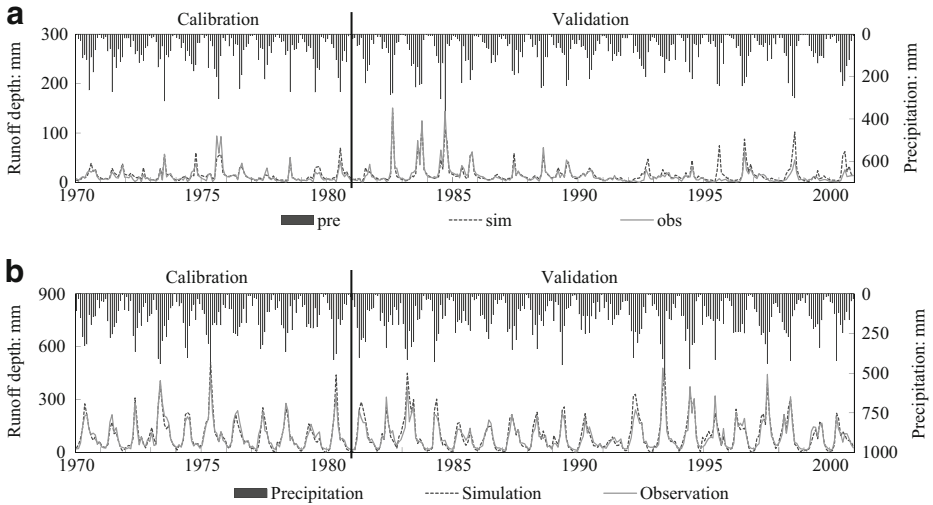 a
Calibration
Validation
Runoff depth: mm
300
200
100
0
0
200
400
600
Precipitation: mm
1970
1975
1980
1985
1990
1995
2000
pre
sim
obs
b
Calibration
Validation
Runoff depth: mm
900
600
300
0
0
250
500
750
1000
Precipitation: mm
1970
1975
1980
1985
1990
1995
2000
Precipitation
Simulation
Observation